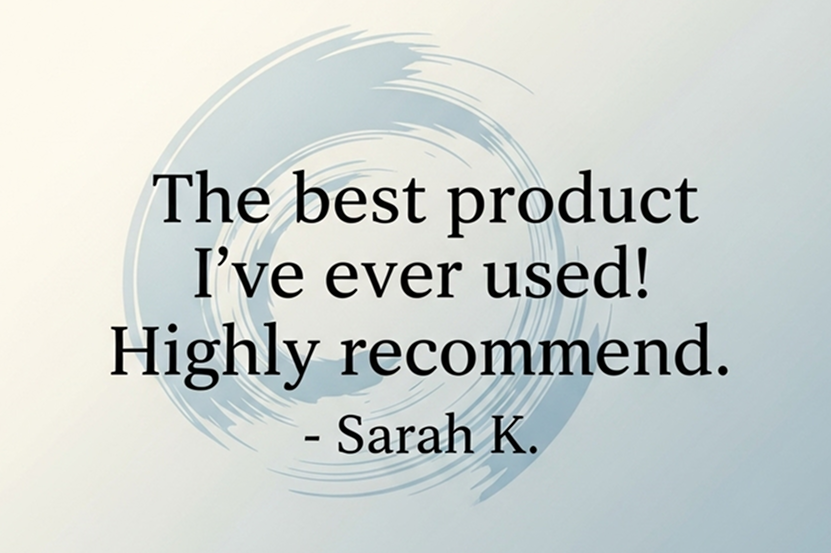 The best product
I’ve ever used!
Highly recommend.
- Sarah K.